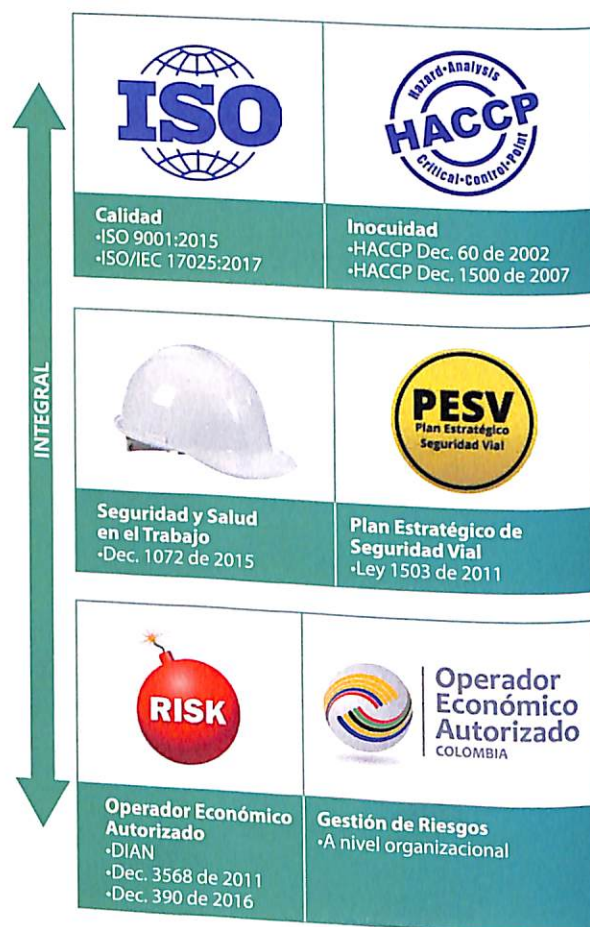 INTEGRAL
ISO
Hazard•Analysis
HACCP
Critical•Control•Point
Calidad
•ISO 9001:2015
•ISO/IEC 17025:2017
Inocuidad
•HACCP Dec. 60 de 2002
•HACCP Dec. 1500 de 2007
PESV
Plan Estratégico
Seguridad Vial
Seguridad y Salud
en el Trabajo
•Dec. 1072 de 2015
Plan Estratégico de
Seguridad Vial
•Ley 1503 de 2011
RISK
Operador
Económico
Autorizado
COLOMBIA
Operador Económico
Autorizado
•DIAN
•Dec. 3568 de 2011
•Dec. 390 de 2016
Gestión de Riesgos
•A nivel organizacional